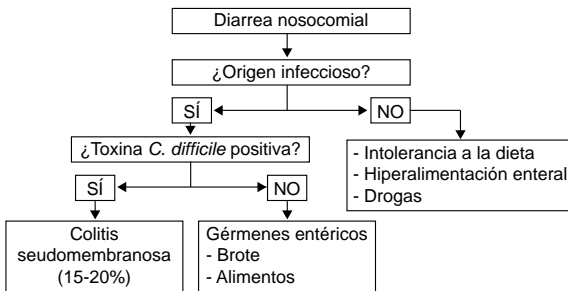 Diarrea nosocomial
¿Origen infeccioso?
SÍ
NO
¿Toxina C. difficile positiva?
- Intolerancia a la dieta
- Hiperalimentación enteral
- Drogas
SÍ
NO
Colitis
seudomembranosa
(15-20%)
Gérmenes entéricos
- Brote
- Alimentos